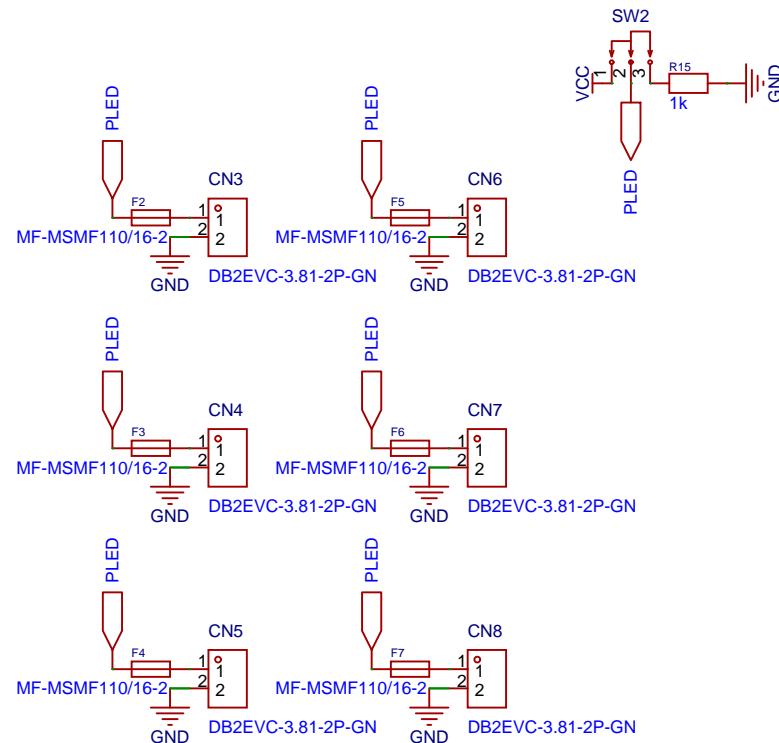 SW2
VCC
1
2
3
R15
1k
GND
PLED
PLED
F2
MF-MSMF110/16-2
CN3
1
2
1
2
GND
DB2EVC-3.81-2P-GN
PLED
F5
MF-MSMF110/16-2
CN6
1
2
1
2
GND
DB2EVC-3.81-2P-GN
PLED
F3
MF-MSMF110/16-2
CN4
1
2
1
2
GND
DB2EVC-3.81-2P-GN
PLED
F6
MF-MSMF110/16-2
CN7
1
2
1
2
GND
DB2EVC-3.81-2P-GN
PLED
F4
MF-MSMF110/16-2
CN5
1
2
1
2
GND
DB2EVC-3.81-2P-GN
PLED
F7
MF-MSMF110/16-2
CN8
1
2
1
2
GND
DB2EVC-3.81-2P-GN